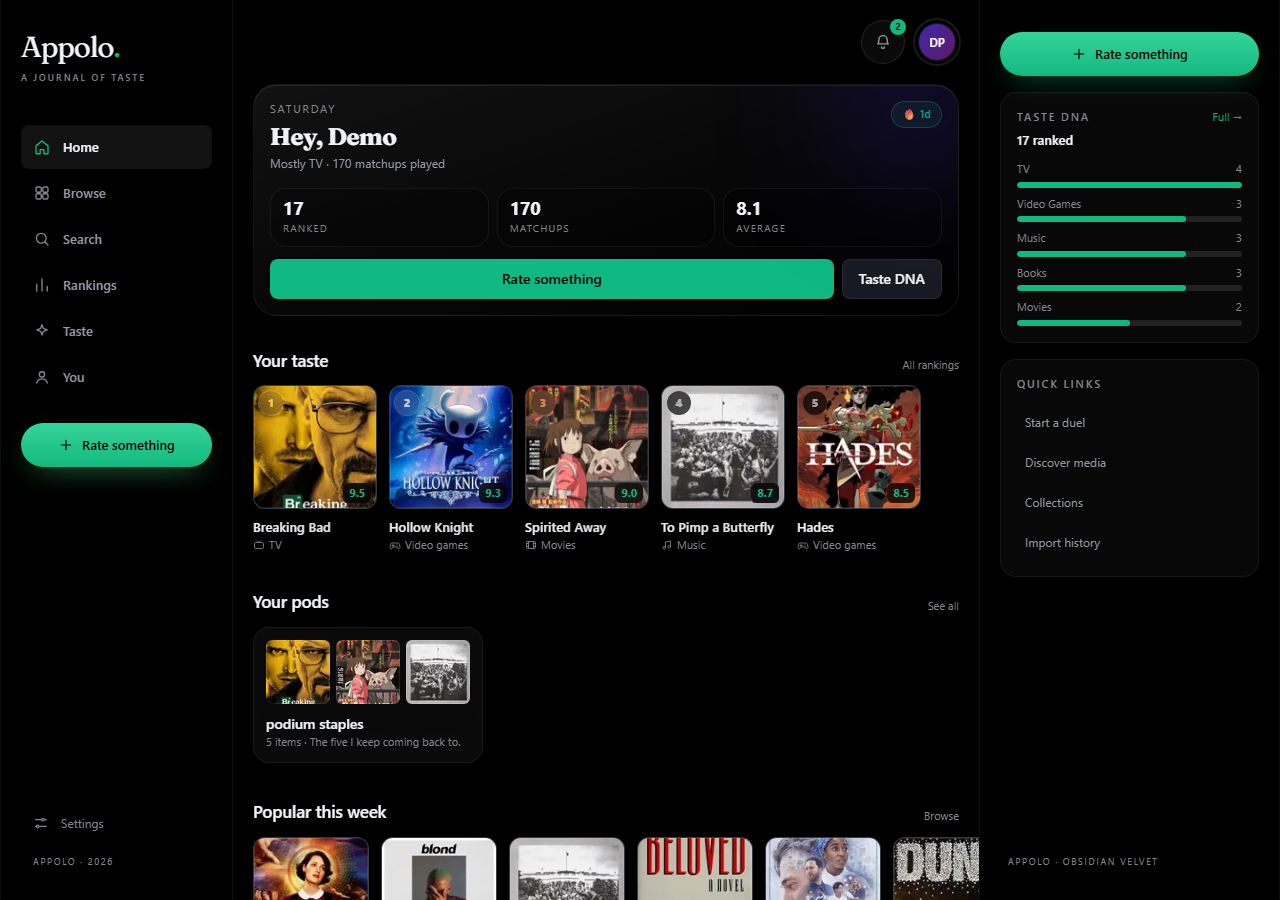 Appolo.
A JOURNAL OF TASTE
Home
Browse
Search
Rankings
Taste
You
Rate something
Settings
APPOLO · 2026
2
DP
SATURDAY
1d
Hey, Demo
Mostly TV · 170 matchups played
17
RANKED
170
MATCHUPS
8.1
AVERAGE
Rate something
Taste DNA
Your taste
All rankings
1
Breaking
9.5
Breaking Bad
TV
2
HOLLOW KNIGHT
9.3
Hollow Knight
Video games
3
9.0
Spirited Away
Movies
4
8.7
To Pimp a Butterfly
Music
5
HADES
8.5
Hades
Video games
Your pods
See all
Breaking
podium staples
5 items · The five I keep coming back to.
Popular this week
Browse
blond
BELOVED
A NOVEL
DUN
Rate something
TASTE DNA
Full →
17 ranked
TV 4
Video Games 3
Music 3
Books 3
Movies 2
QUICK LINKS
Start a duel
Discover media
Collections
Import history
APPOLO · OBSIDIAN VELVET